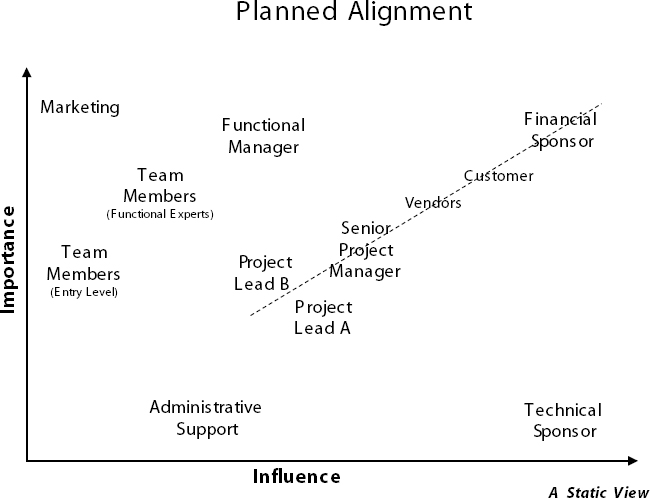 Planned Alignment
Marketing
Functional
Manager
Financial
Sponsor
Team
Members
(Functional Experts)
Customer
Vendors
Senior
Project
Manager
Team
Members
(Entry Level)
Project
Lead B
Project
Lead A
Administrative
Support
Technical
Sponsor
Importance
Influence
A Static View